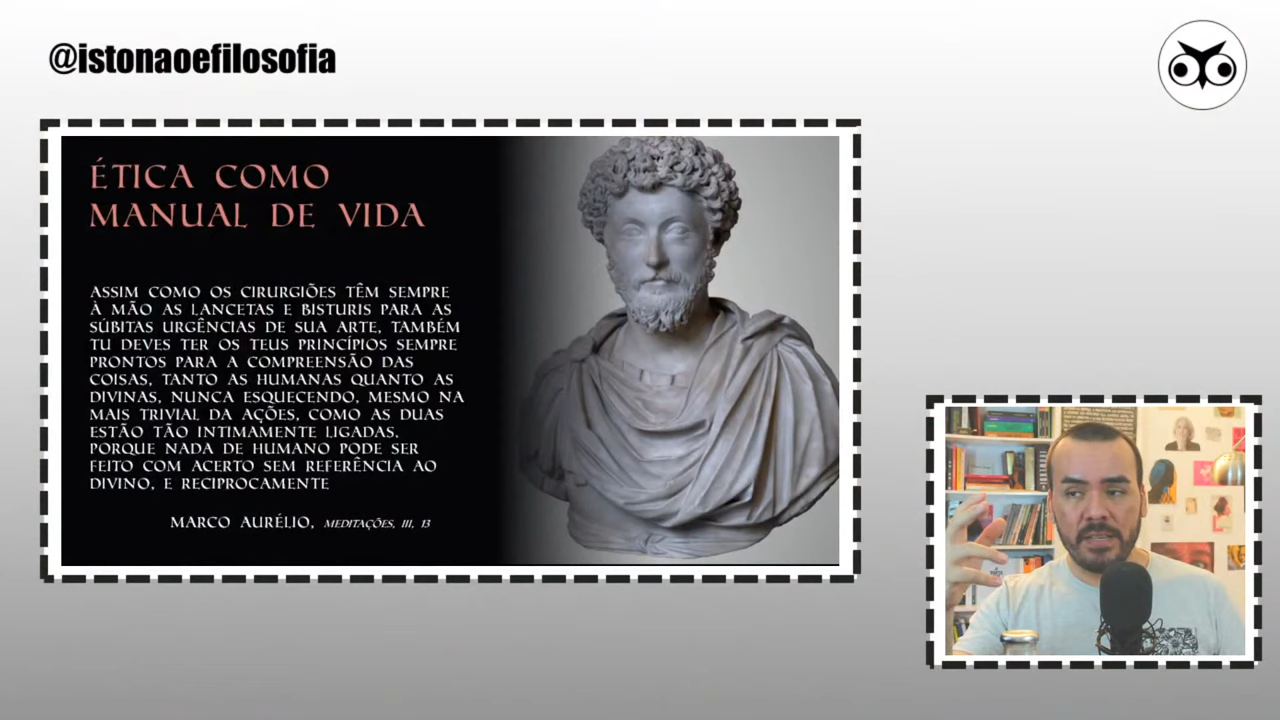 @istonaoefilosofia
ÉTICA COMO
MANUAL DE VIDA
ASSIM COMO OS CIRURGIÕES TÊM SEMPRE
À MÃO AS LANCETAS E BISTURIS PARA AS
SÚBITAS URGÊNCIAS DE SUA ARTE, TAMBÉM
TU DEVES TER OS TEUS PRINCÍPIOS SEMPRE
PRONTOS PARA A COMPREENSÃO DAS
COISAS, TANTO AS HUMANAS QUANTO AS
DIVINAS, NUNCA ESQUECENDO, MESMO NA
MAIS TRIVIAL DA AÇÕES, COMO AS DUAS
ESTÃO TÃO INTIMAMENTE LIGADAS.
PORQUE NADA DE HUMANO PODE SER
FEITO COM ACERTO SEM REFERÊNCIA AO
DIVINO, E RECIPROCAMENTE
MARCO AURÉLIO, MEDITAÇÕES, III, 13